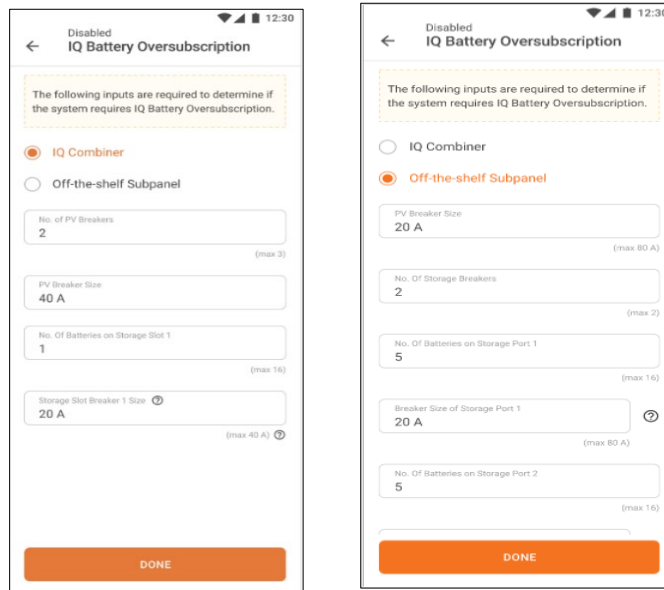 12:30
Disabled
IQ Battery Oversubscription
The following inputs are required to determine if
the system requires IQ Battery Oversubscription.
IQ Combiner
Off-the-shelf Subpanel
No. of PV Breakers
2
(max 3)
PV Breaker Size
40 A
No. Of Batteries on Storage Slot 1
1
(max 16)
Storage Slot Breaker 1 Size ?
20 A
(max 40 A) ?
DONE
12:30
Disabled
IQ Battery Oversubscription
The following inputs are required to determine if
the system requires IQ Battery Oversubscription.
IQ Combiner
Off-the-shelf Subpanel
PV Breaker Size
20 A
(max 80 A)
No. Of Storage Breakers
2
(max 2)
No. Of Batteries on Storage Port 1
5
(max 16)
Breaker Size of Storage Port 1
20 A
?
(max 80 A)
No. Of Batteries on Storage Port 2
5
(max 16)
DONE